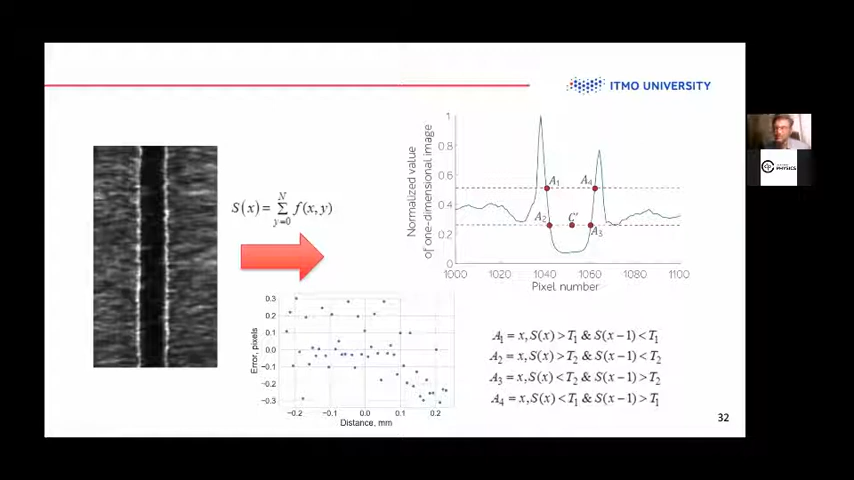 ITMO UNIVERSITY
S(x) = N Σ y=0 f(x, y)
Normalized value
of one-dimensional image
1
0.8
0.6
0.4
0.2
0
A₁
A₄
A₂
C'
A₃
1000 1020 1040 1060 1080 1100
Pixel number
Error, pixels
0.3
0.2
0.1
0.0
−0.1
−0.2
−0.3
−0.2 −0.1 0.0 0.1 0.2
Distance, mm
A₁ = x, S(x) > T₁ & S(x−1) < T₁
A₂ = x, S(x) > T₂ & S(x−1) < T₂
A₃ = x, S(x) < T₂ & S(x−1) > T₂
A₄ = x, S(x) < T₁ & S(x−1) > T₁
32
PHYSICS